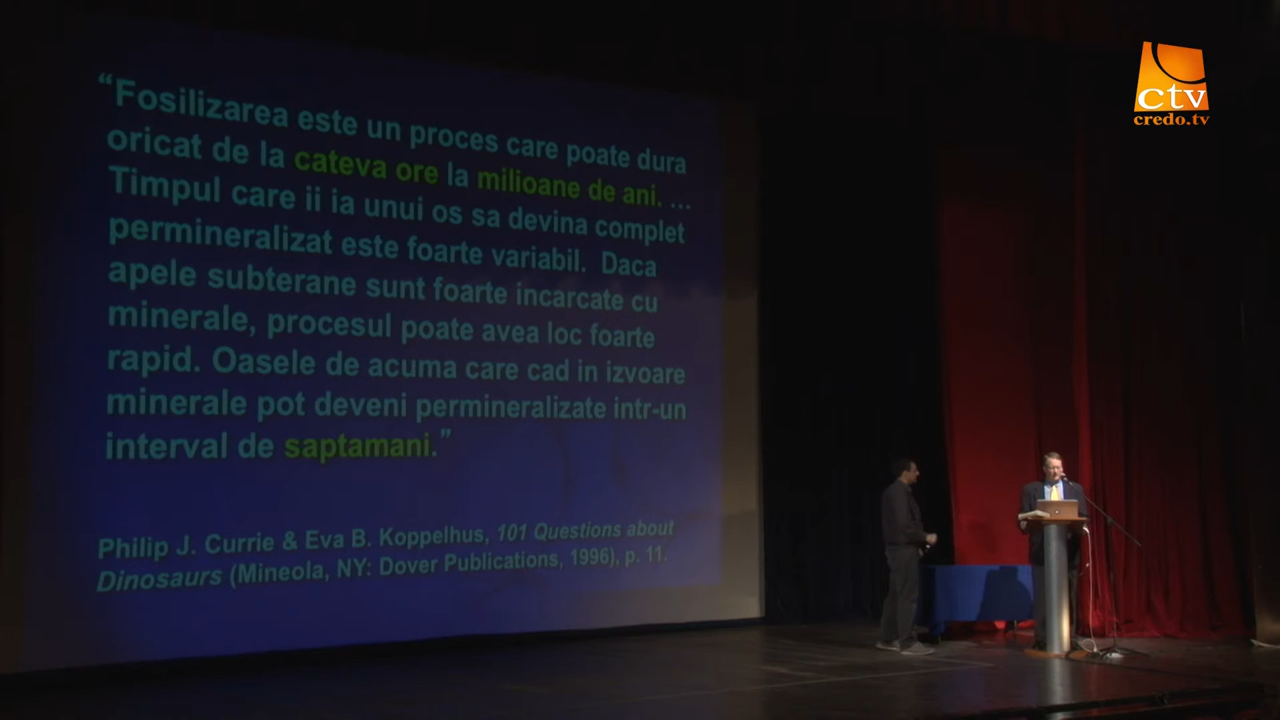 “Fosilizarea este un proces care poate dura
oricat de la cateva ore la milioane de ani. ...
Timpul care ii ia unui os sa devina complet
permineralizat este foarte variabil. Daca
apele subterane sunt foarte incarcate cu
minerale, procesul poate avea loc foarte
rapid. Oasele de acuma care cad in izvoare
minerale pot deveni permineralizate intr-un
interval de saptamani.”
Philip J. Currie & Eva B. Koppelhus, 101 Questions about
Dinosaurs (Mineola, NY: Dover Publications, 1996), p. 11.
ctv
credo.tv